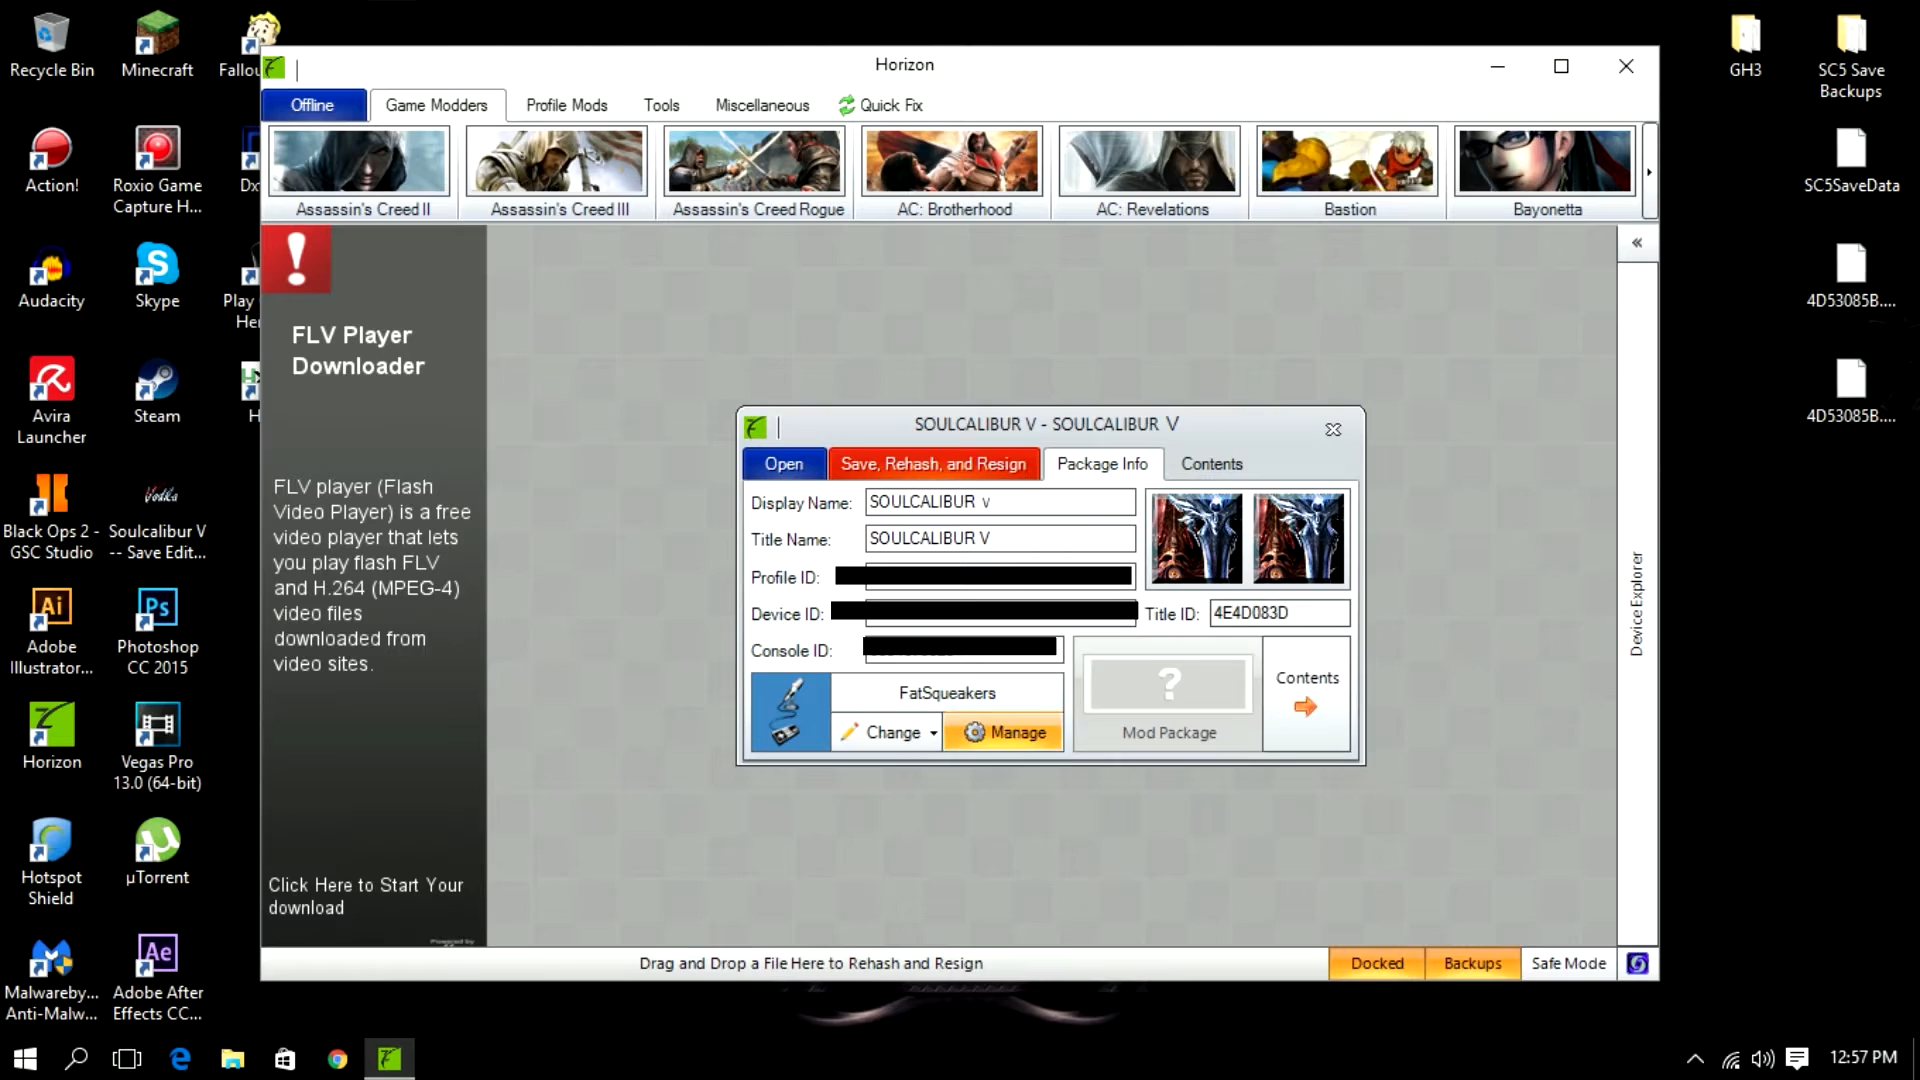 Recycle Bin
Minecraft
Action!
Roxio Game
Capture H...
Audacity
Skype
Avira
Launcher
Steam
Black Ops 2 -
GSC Studio
Soulcalibur V
-- Save Edit...
Vodka
Ai
Adobe
Illustrator...
Ps
Photoshop
CC 2015
Horizon
Vegas Pro
13.0 (64-bit)
Hotspot
Shield
µTorrent
Malwareby...
Anti-Malw...
Ae
Adobe After
Effects CC...
Fallou
Dx
Play
Her
H
Horizon
Offline
Game Modders
Profile Mods
Tools
Miscellaneous
Quick Fix
Assassin's Creed II
Assassin's Creed III
Assassin's Creed Rogue
AC: Brotherhood
AC: Revelations
Bastion
Bayonetta
FLV Player
Downloader
FLV player (Flash
Video Player) is a free
video player that lets
you play flash FLV
and H.264 (MPEG-4)
video files
downloaded from
video sites.
Click Here to Start Your
download
Powered by
SOULCALIBUR V - SOULCALIBUR Ⅴ
Open
Save, Rehash, and Resign
Package Info
Contents
Display Name: SOULCALIBUR Ⅴ
Title Name: SOULCALIBUR V
Profile ID:
Device ID:
Title ID: 4E4D083D
Console ID:
FatSqueakers
Change
Manage
?
Mod Package
Contents
Device Explorer
Drag and Drop a File Here to Rehash and Resign
Docked
Backups
Safe Mode
GH3
SC5 Save
Backups
SC5SaveData
4D53085B....
4D53085B....
12:57 PM